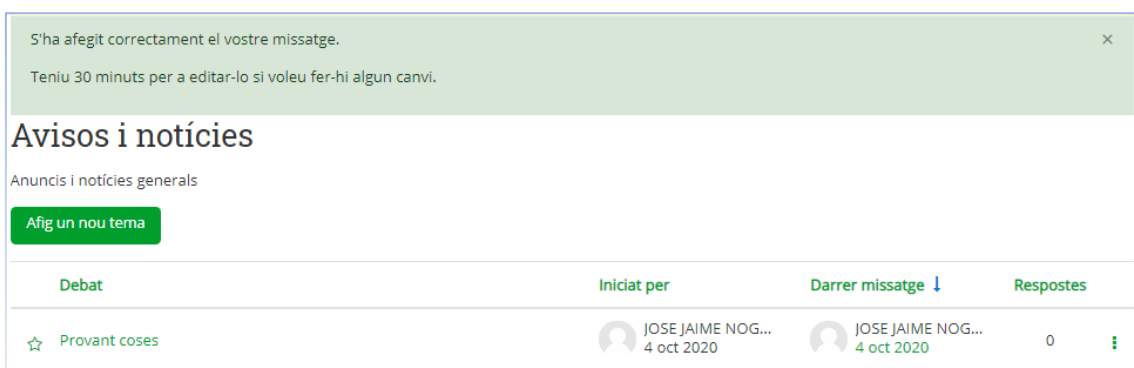 S'ha afegit correctament el vostre missatge.
×
Teniu 30 minuts per a editar-lo si voleu fer-hi algun canvi.
Avisos i notícies
Anuncis i notícies generals
Afig un nou tema
Debat Iniciat per Darrer missatge ↓ Respostes
Provant coses JOSE JAIME NOG... JOSE JAIME NOG... 0
4 oct 2020 4 oct 2020